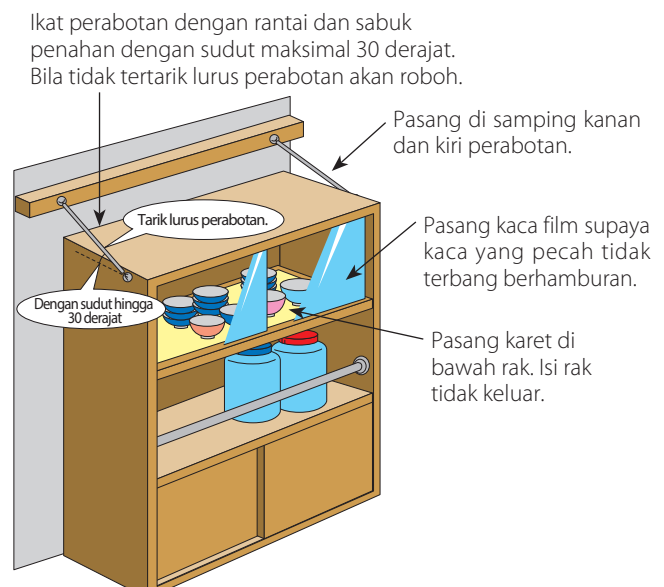 Ikat perabotan dengan rantai dan sabuk
penahan dengan sudut maksimal 30 derajat.
Bila tidak tertarik lurus perabotan akan roboh.
Pasang di samping kanan
dan kiri perabotan.
Tarik lurus perabotan.
Pasang kaca film supaya
kaca yang pecah tidak
terbang berhamburan.
Dengan sudut hingga
30 derajat
Pasang karet di
bawah rak. Isi rak
tidak keluar.